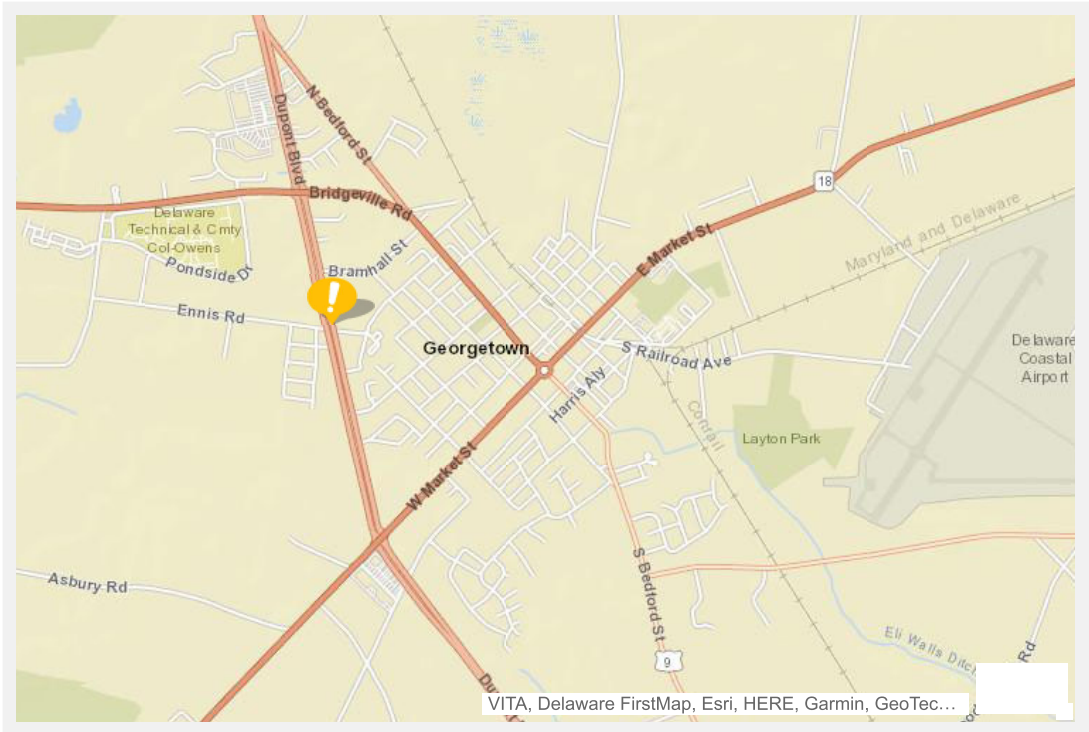 N Bedford St
Dupont Blvd
Bridgeville Rd
18
Delaware
Technical & Cmty
Col-Owens
E Market St
Maryland and Delaware
Bramhall St
Pondside Dr
!
Ennis Rd
Georgetown
S Railroad Ave
Delaware
Coastal
Airport
Harris Aly
Conrail
Layton Park
W Market St
Asbury Rd
S Bedford St
Eli Walls Ditch
Rd
9
VITA, Delaware FirstMap, Esri, HERE, Garmin, GeoTec...